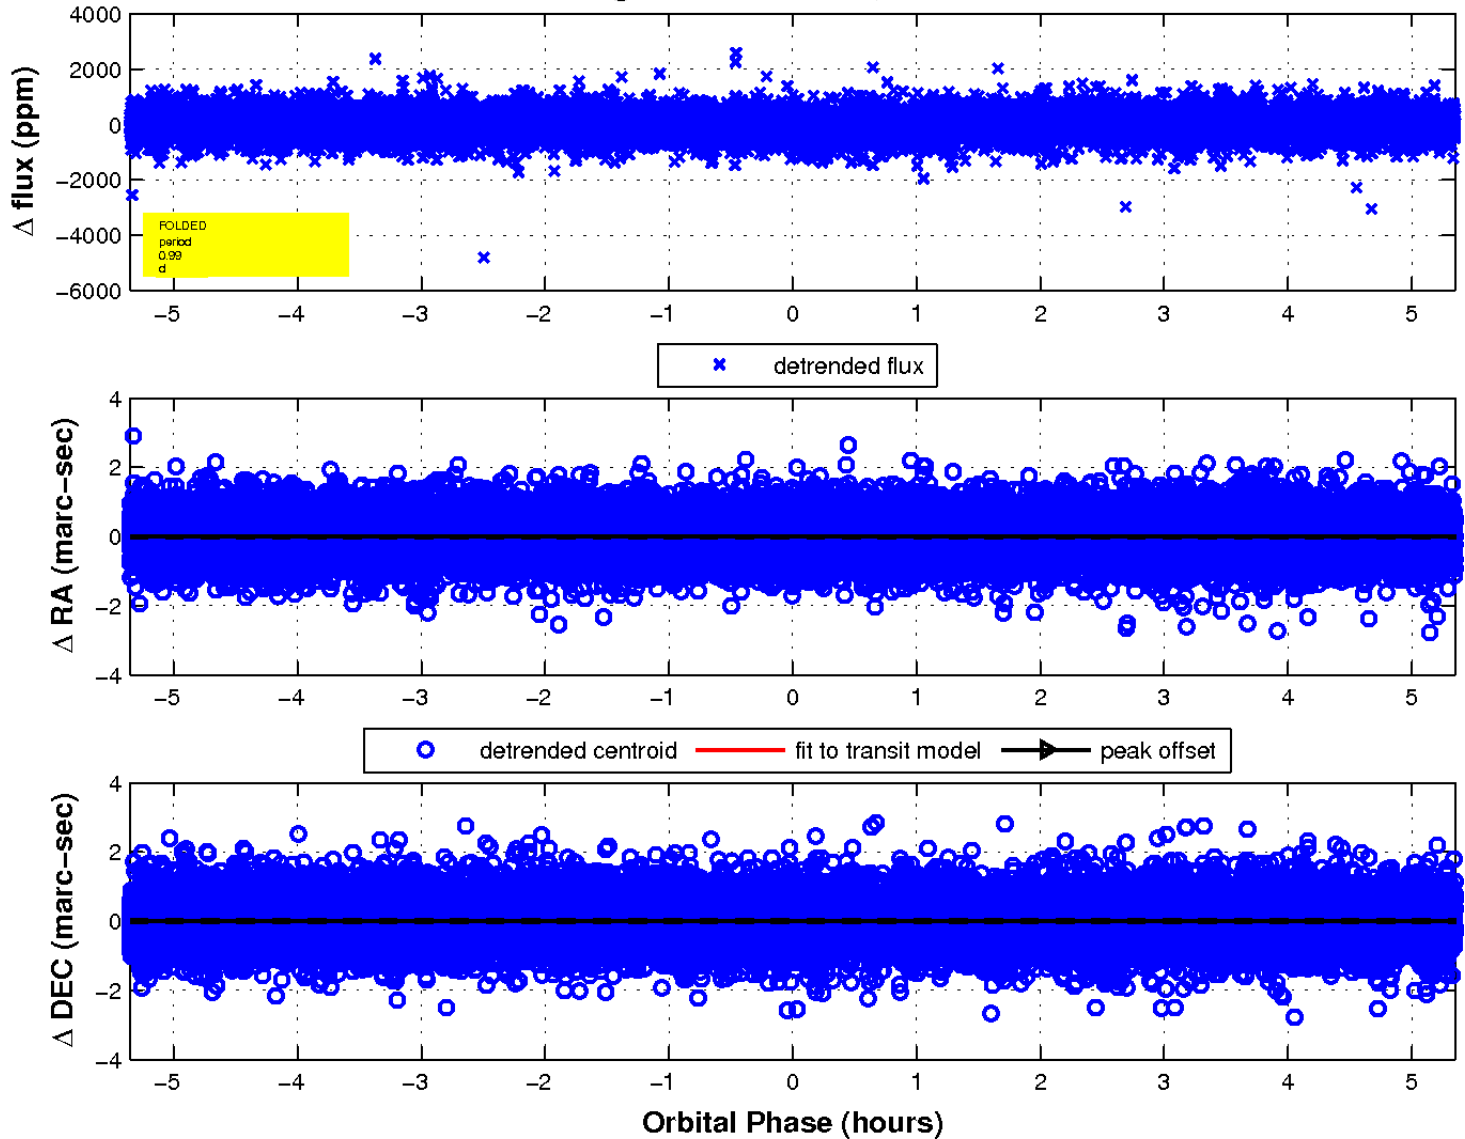 4000
2000
0
−2000
−4000
−6000
Δ flux (ppm)
FOLDED
period
0.99
d
−5 −4 −3 −2 −1 0 1 2 3 4 5
detrended flux
4
2
0
−2
−4
Δ RA (marc−sec)
−5 −4 −3 −2 −1 0 1 2 3 4 5
detrended centroid fit to transit model peak offset
4
2
0
−2
−4
Δ DEC (marc−sec)
−5 −4 −3 −2 −1 0 1 2 3 4 5
Orbital Phase (hours)